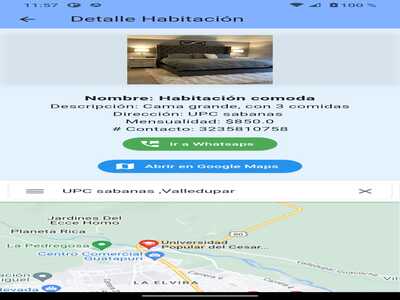 11:57
100 %
Detalle Habitación
Nombre: Habitación comoda
Descripción: Cama grande, con 3 comidas
Dirección: UPC sabanas
Mensualidad: $850.0
# Contacto: 3235810758
Ir a Whatsaps
Abrir en Google Maps
UPC sabanas ,Valledupar
Jardines Del
Ecce Homo
Planeta Rica
La Pedregosa
Universidad
Popular del Cesar...
Centro Comercial
Guatapurí
LA ELVIRA